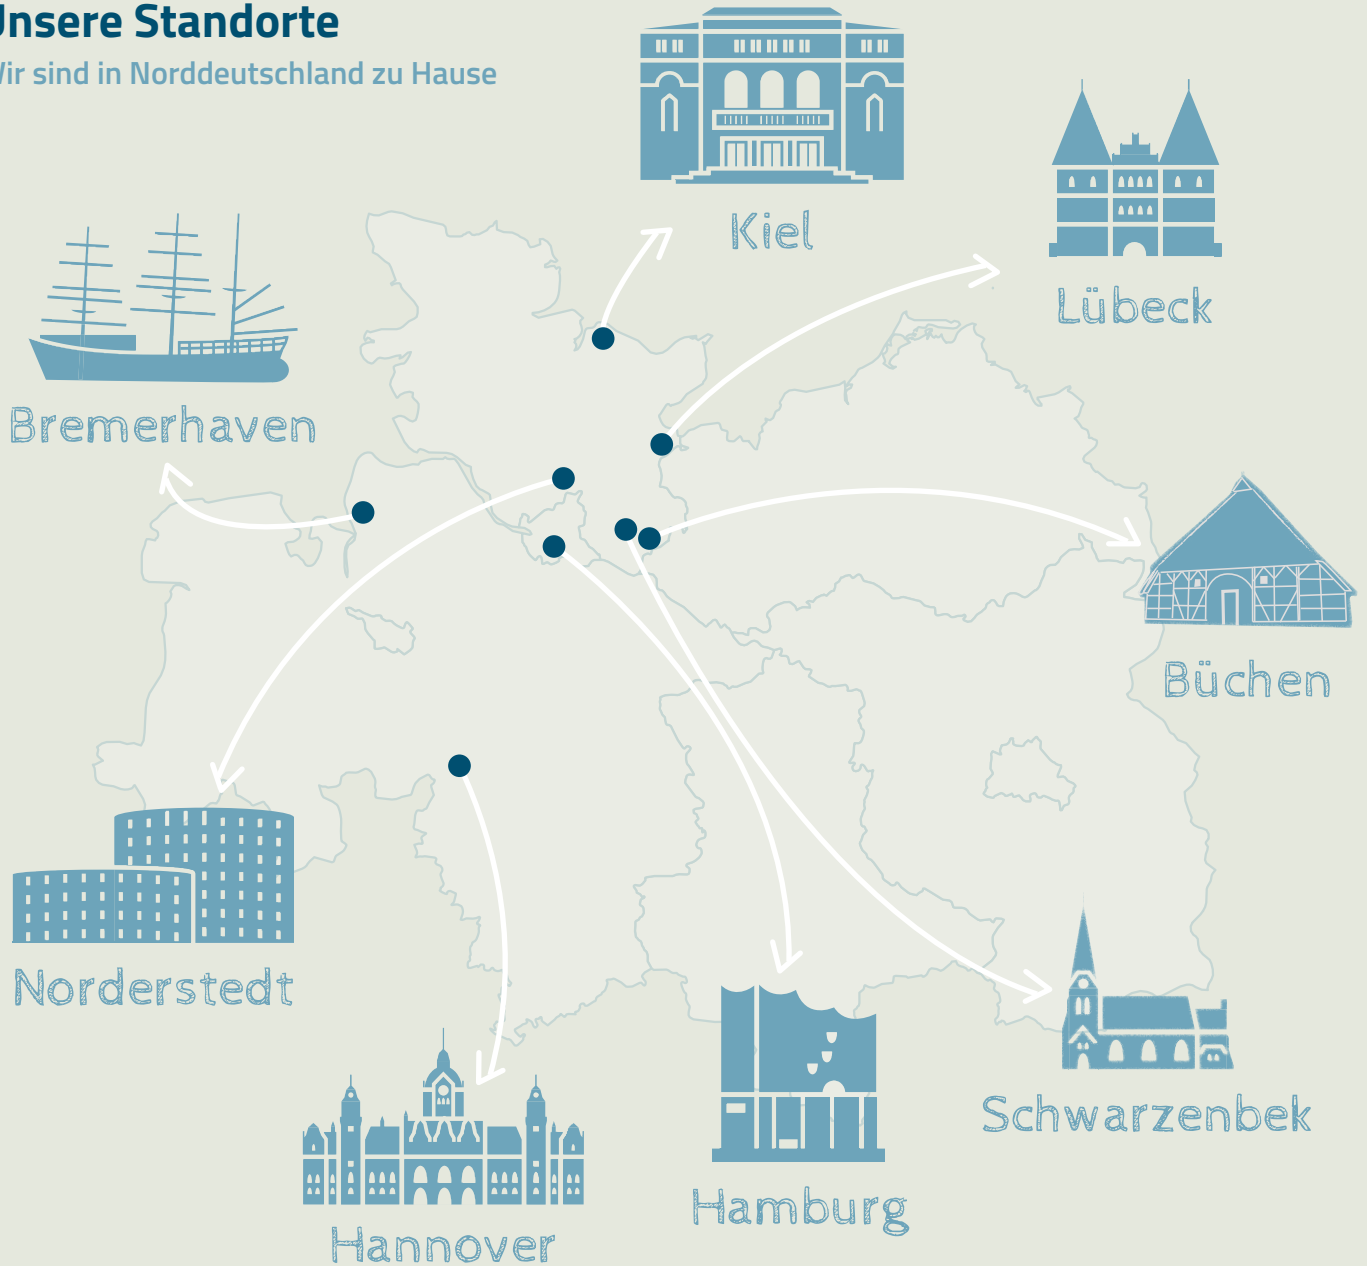 Unsere Standorte
Wir sind in Norddeutschland zu Hause
Kiel
Lübeck
Bremerhaven
Büchen
Norderstedt
Schwarzenbek
Hamburg
Hannover